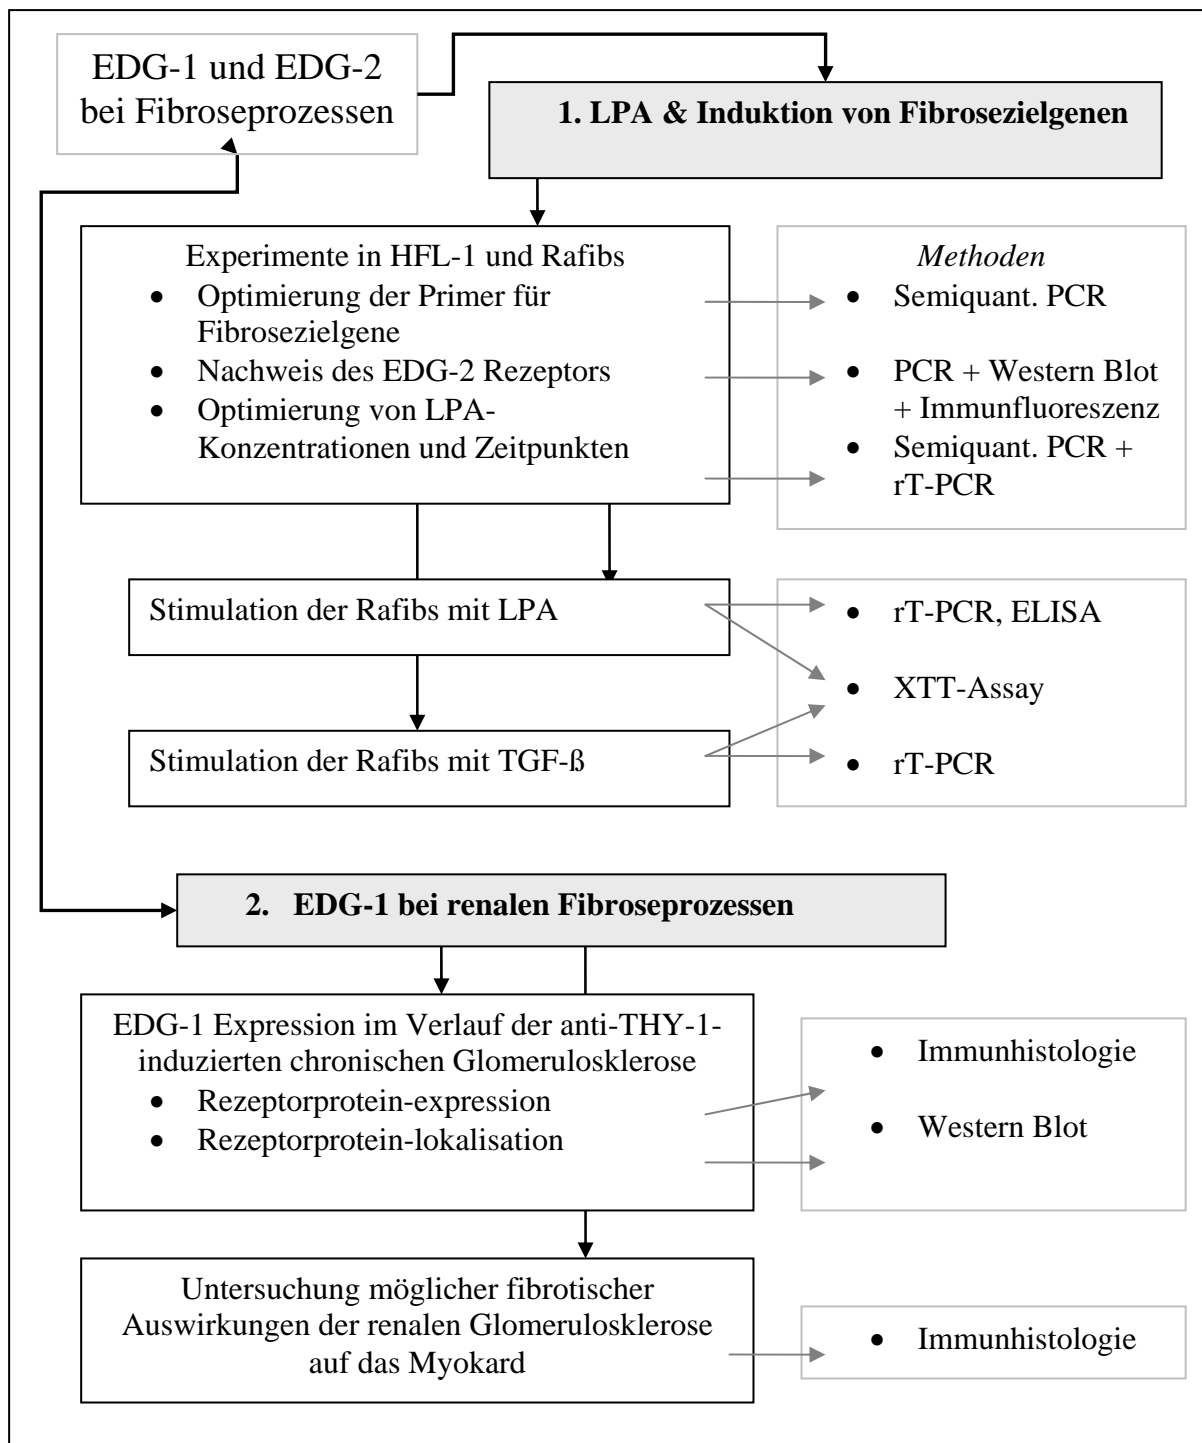 EDG-1 und EDG-2
bei Fibroseprozessen
1. LPA & Induktion von Fibrosezielgenen
Experimente in HFL-1 und Rafibs
• Optimierung der Primer für
Fibrosezielgene
• Nachweis des EDG-2 Rezeptors
• Optimierung von LPA-
Konzentrationen und Zeitpunkten
Methoden
• Semiquant. PCR
• PCR + Western Blot
+ Immunfluoreszenz
• Semiquant. PCR +
rT-PCR
Stimulation der Rafibs mit LPA
Stimulation der Rafibs mit TGF-ß
• rT-PCR, ELISA
• XTT-Assay
• rT-PCR
2. EDG-1 bei renalen Fibroseprozessen
EDG-1 Expression im Verlauf der anti-THY-1-
induzierten chronischen Glomerulosklerose
• Rezeptorprotein-expression
• Rezeptorprotein-lokalisation
• Immunhistologie
• Western Blot
Untersuchung möglicher fibrotischer
Auswirkungen der renalen Glomerulosklerose
auf das Myokard
• Immunhistologie